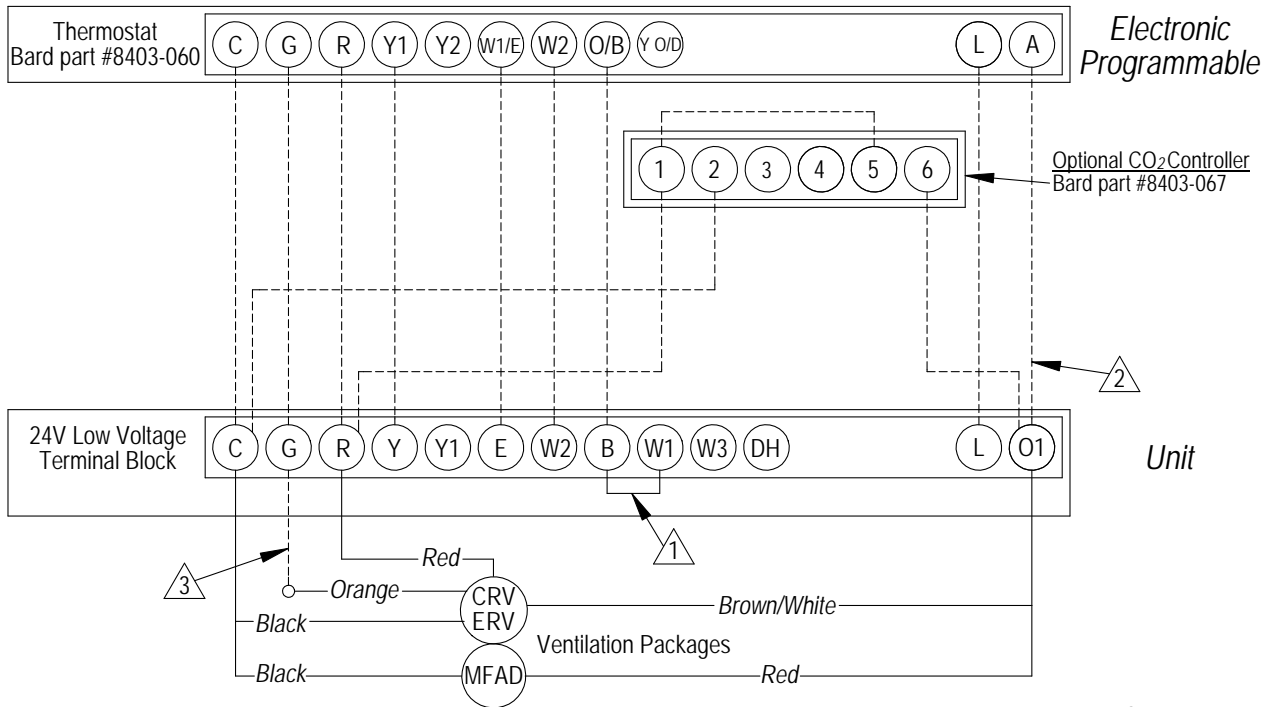 Thermostat
Bard part #8403-060
C G R Y1 Y2 W1/E W2 O/B Y O/D L A
Electronic
Programmable
1 2 3 4 5 6
Optional CO2 Controller
Bard part #8403-067
2
24V Low Voltage
Terminal Block
C G R Y Y1 E W2 B W1 W3 DH L O1
Unit
1
3
Red
Orange
CRV
ERV
Brown/White
Black
Ventilation Packages
Black
MFAD
Red